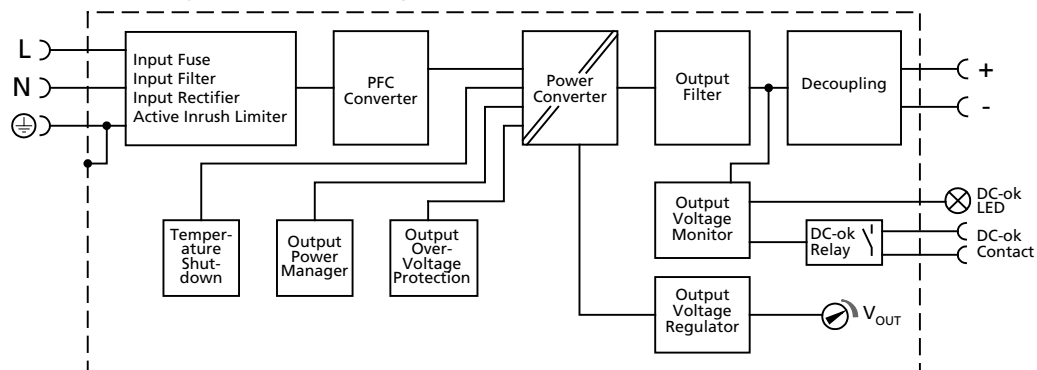 L
N
Input Fuse
Input Filter
Input Rectifier
Active Inrush Limiter
PFC
Converter
Power
Converter
Output
Filter
Decoupling
+
-
Temper-
ature
Shut-
down
Output
Power
Manager
Output
Over-
Voltage
Protection
Output
Voltage
Monitor
DC-ok
LED
DC-ok
Relay
DC-ok
Contact
Output
Voltage
Regulator
VOUT